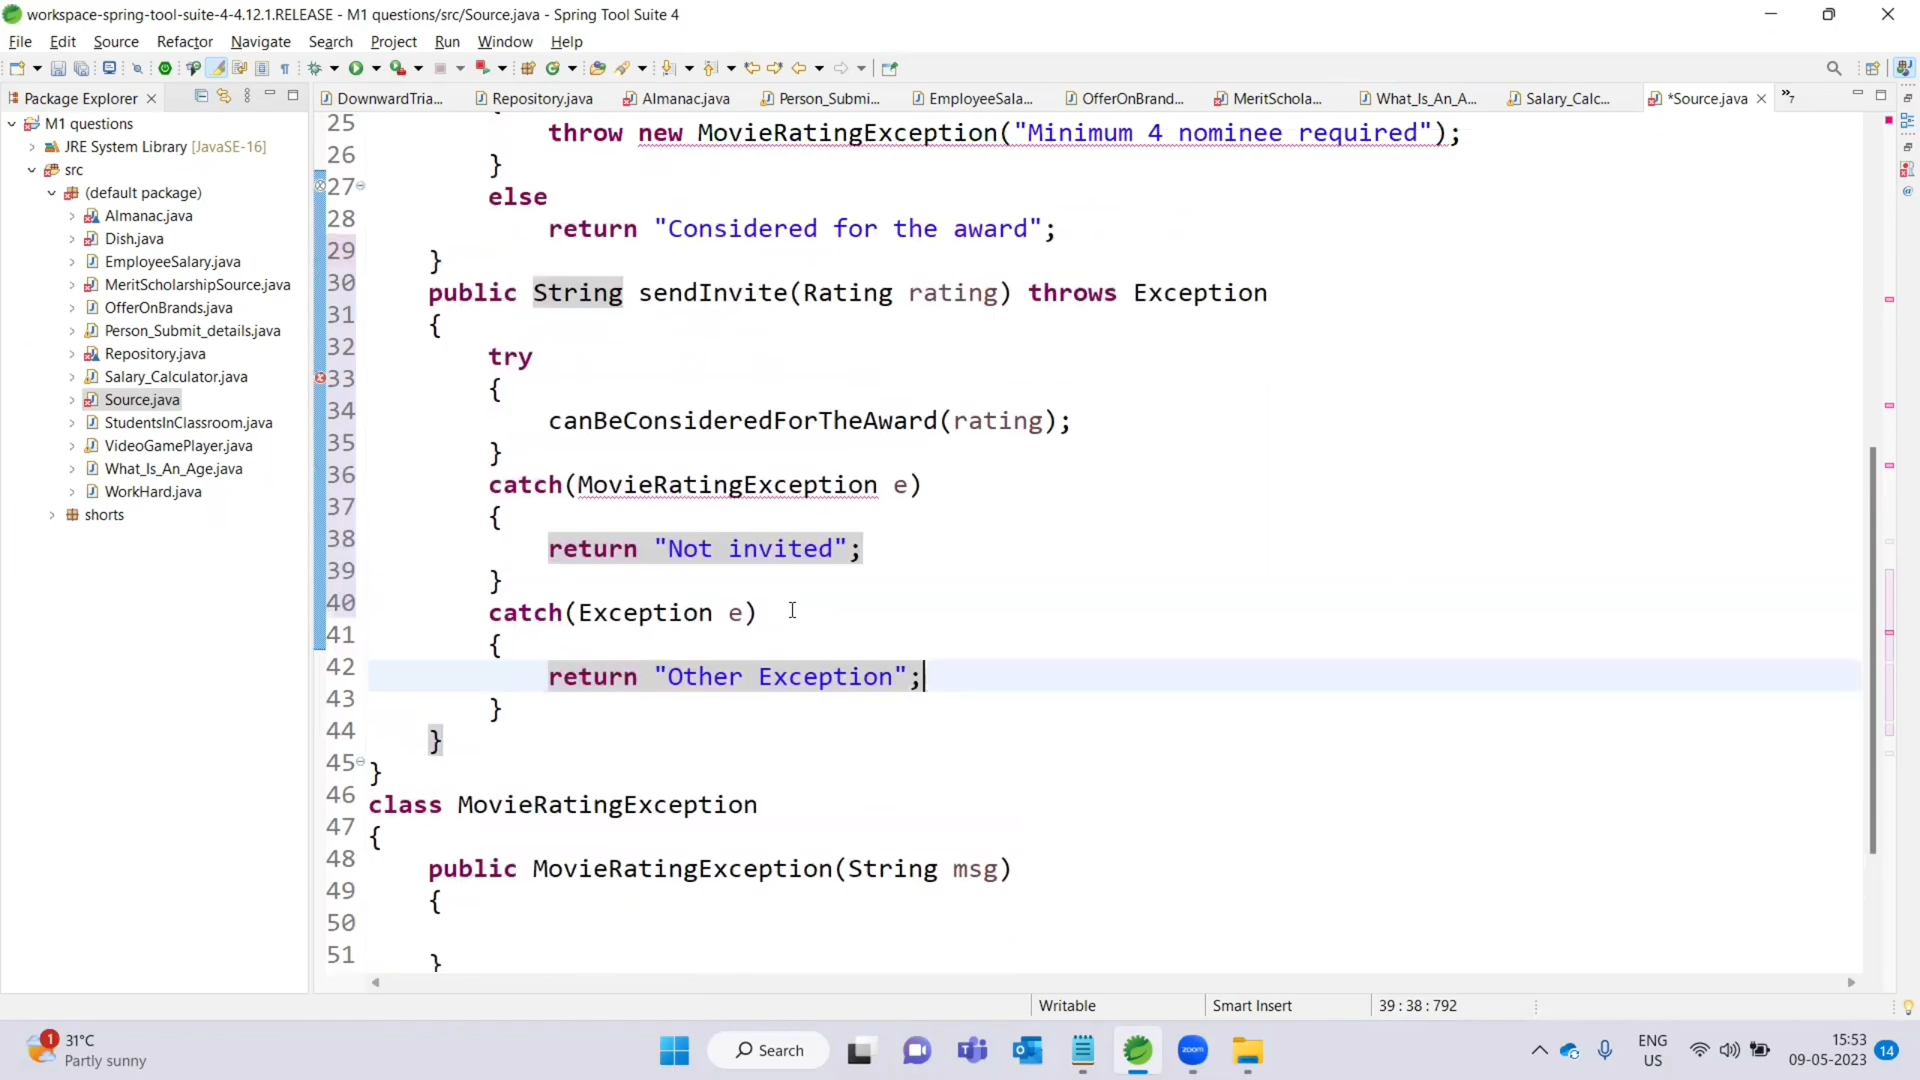 workspace-spring-tool-suite-4-4.12.1.RELEASE - M1 questions/src/Source.java - Spring Tool Suite 4
File Edit Source Refactor Navigate Search Project Run Window Help
Package Explorer
DownwardTria... Repository.java Almanac.java Person_Submi... EmployeeSala... OfferOnBrand... MeritSchola... What_Is_An_A... Salary_Calc... *Source.java »7
M1 questions
JRE System Library [JavaSE-16]
src
(default package)
Almanac.java
Dish.java
EmployeeSalary.java
MeritScholarshipSource.java
OfferOnBrands.java
Person_Submit_details.java
Repository.java
Salary_Calculator.java
Source.java
StudentsInClassroom.java
VideoGamePlayer.java
What_Is_An_Age.java
WorkHard.java
shorts
25 throw new MovieRatingException("Minimum 4 nominee required");
26 }
27 else
28 return "Considered for the award";
29 }
30 public String sendInvite(Rating rating) throws Exception
31 {
32 try
33 {
34 canBeConsideredForTheAward(rating);
35 }
36 catch(MovieRatingException e)
37 {
38 return "Not invited";
39 }
40 catch(Exception e)
41 {
42 return "Other Exception";
43 }
44 }
45 }
46 class MovieRatingException
47 {
48 public MovieRatingException(String msg)
49 {
50
51 }
Writable Smart Insert 39 : 38 : 792
1 31°C
Partly sunny
Search
zoom
ENG
US
15:53
09-05-2023
14